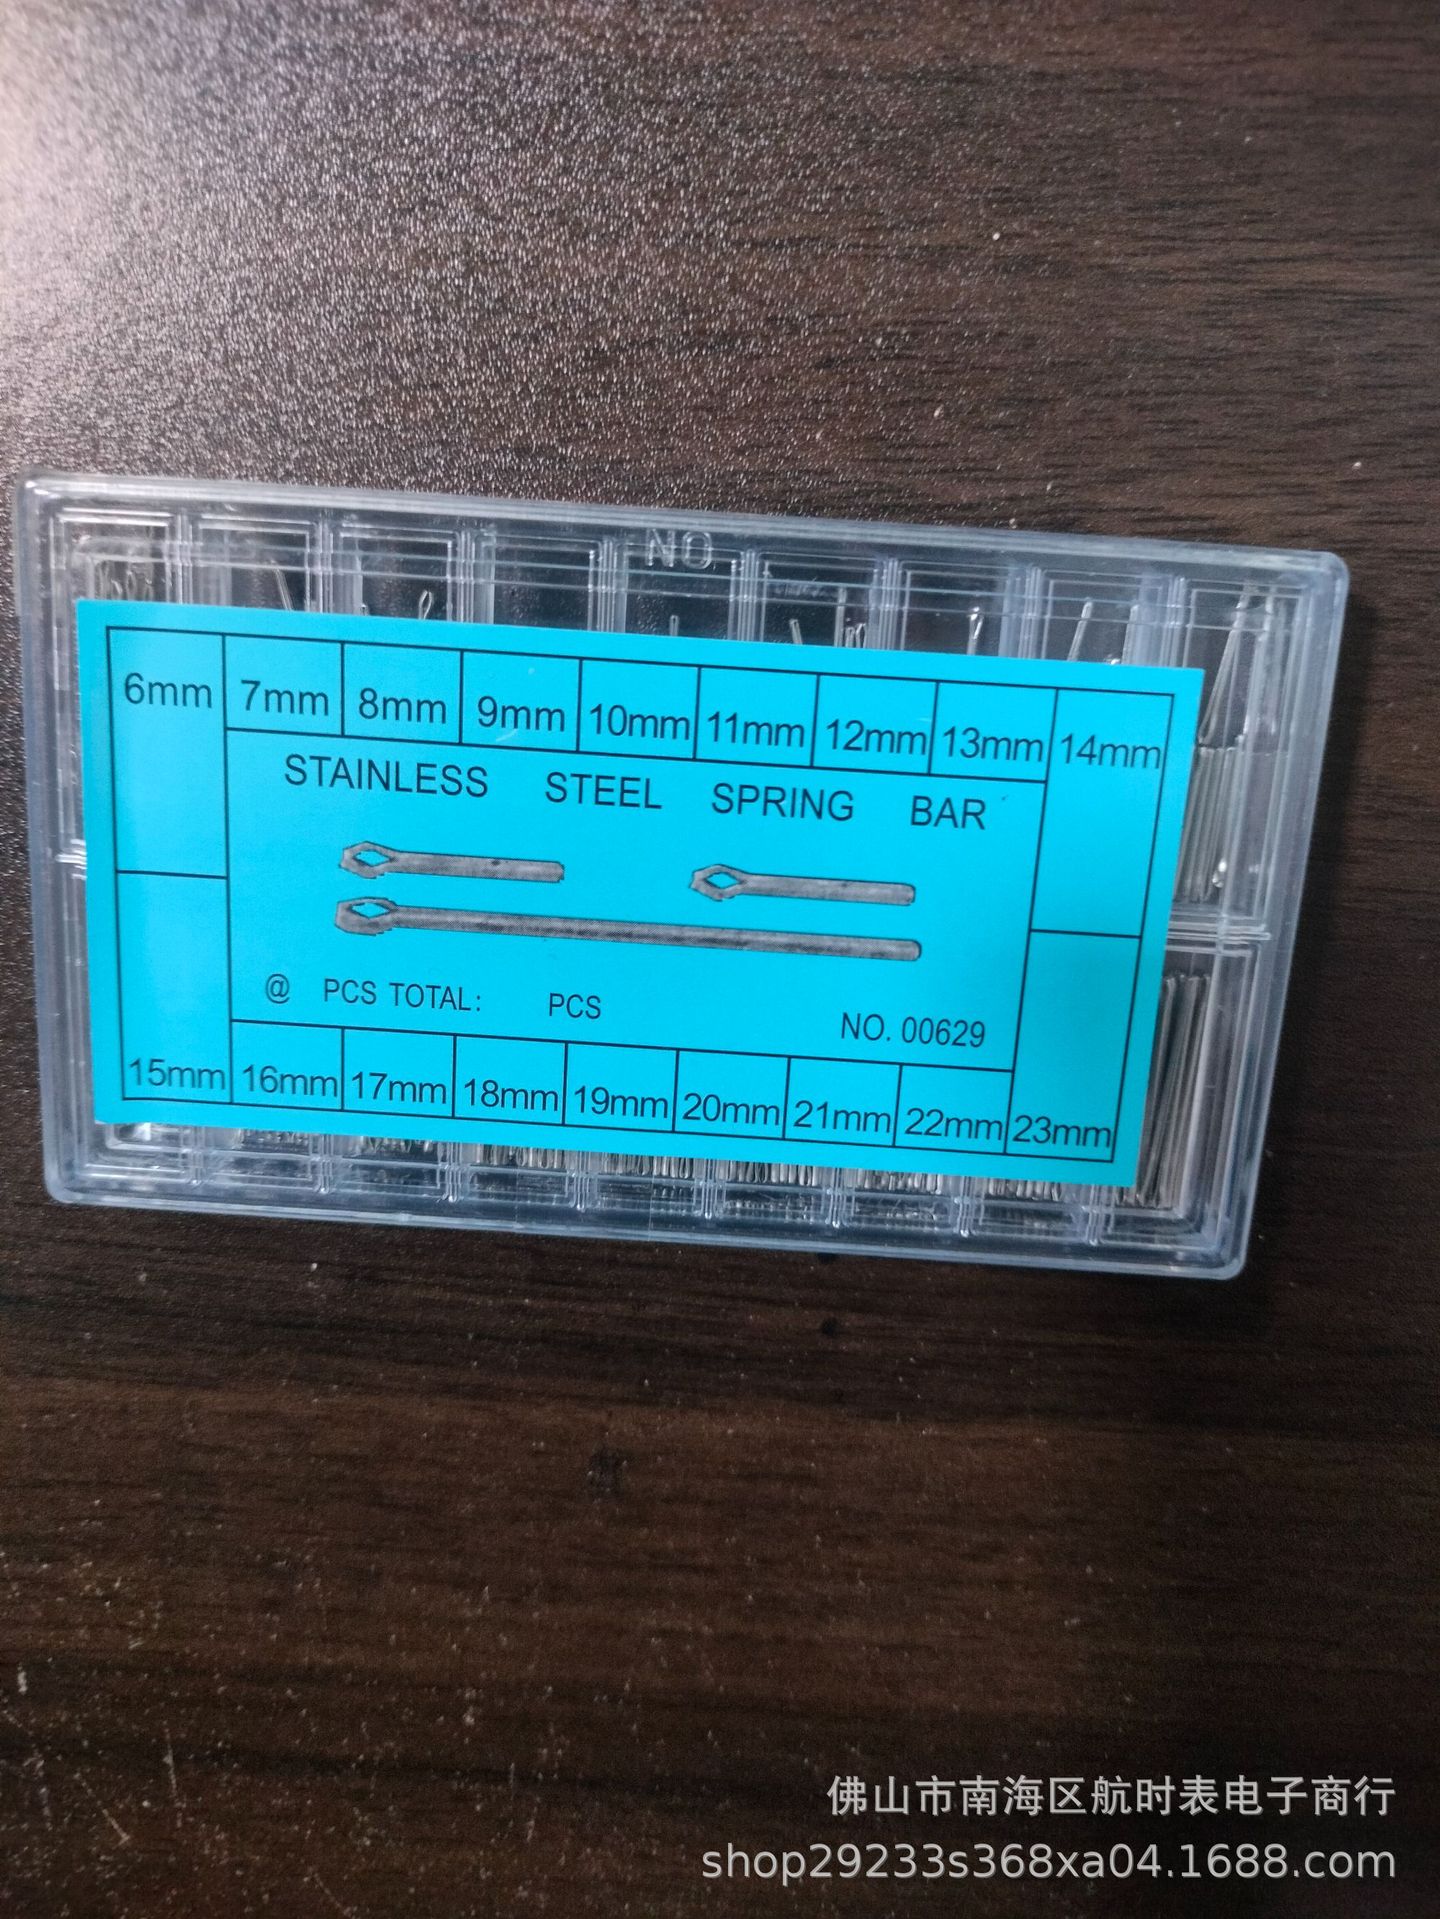 NO
6mm 7mm 8mm 9mm 10mm 11mm 12mm 13mm 14mm
STAINLESS STEEL SPRING BAR
@ PCS TOTAL: PCS
NO. 00629
15mm 16mm 17mm 18mm 19mm 20mm 21mm 22mm 23mm
佛山市南海区航时表电子商行
shop29233s368xa04.1688.com